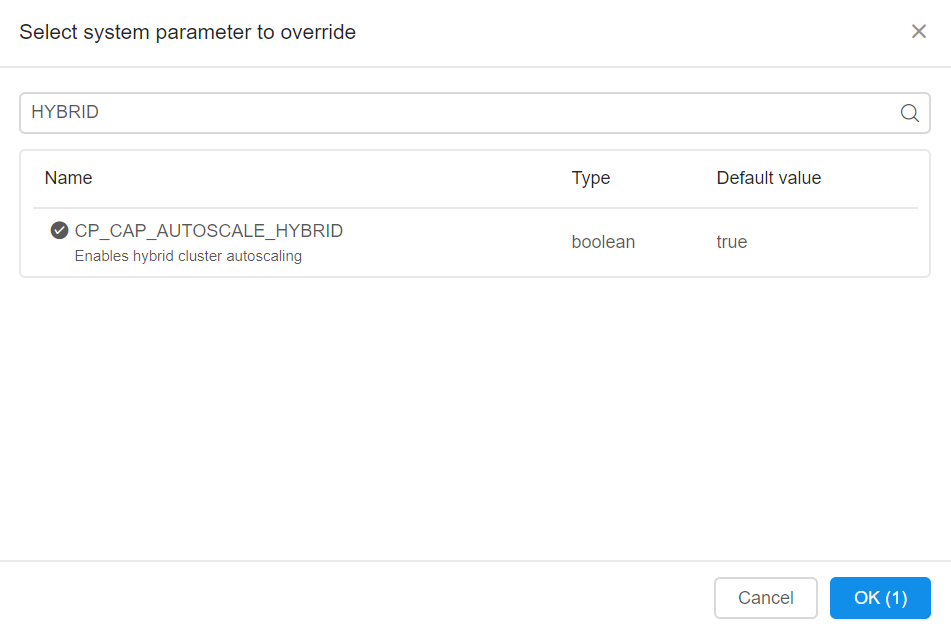 Select system parameter to override
HYBRID
Name Type Default value
CP_CAP_AUTOSCALE_HYBRID boolean true
Enables hybrid cluster autoscaling
Cancel OK (1)